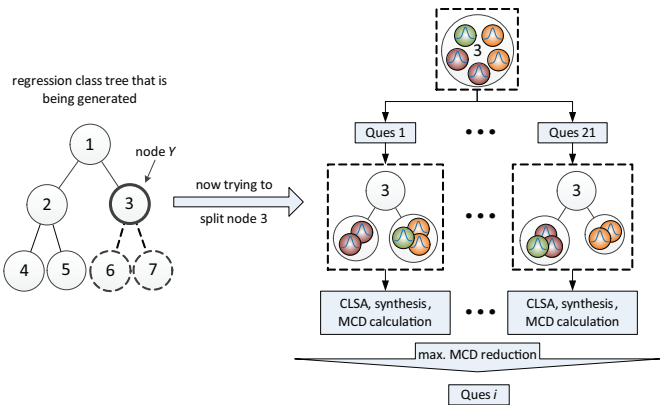 regression class tree that is
being generated
node Y
1
2
3
4
5
6
7
now trying to
split node 3
3
Ques 1
•••
Ques 21
3
•••
3
CLSA, synthesis,
MCD calculation
•••
CLSA, synthesis,
MCD calculation
max. MCD reduction
Ques i